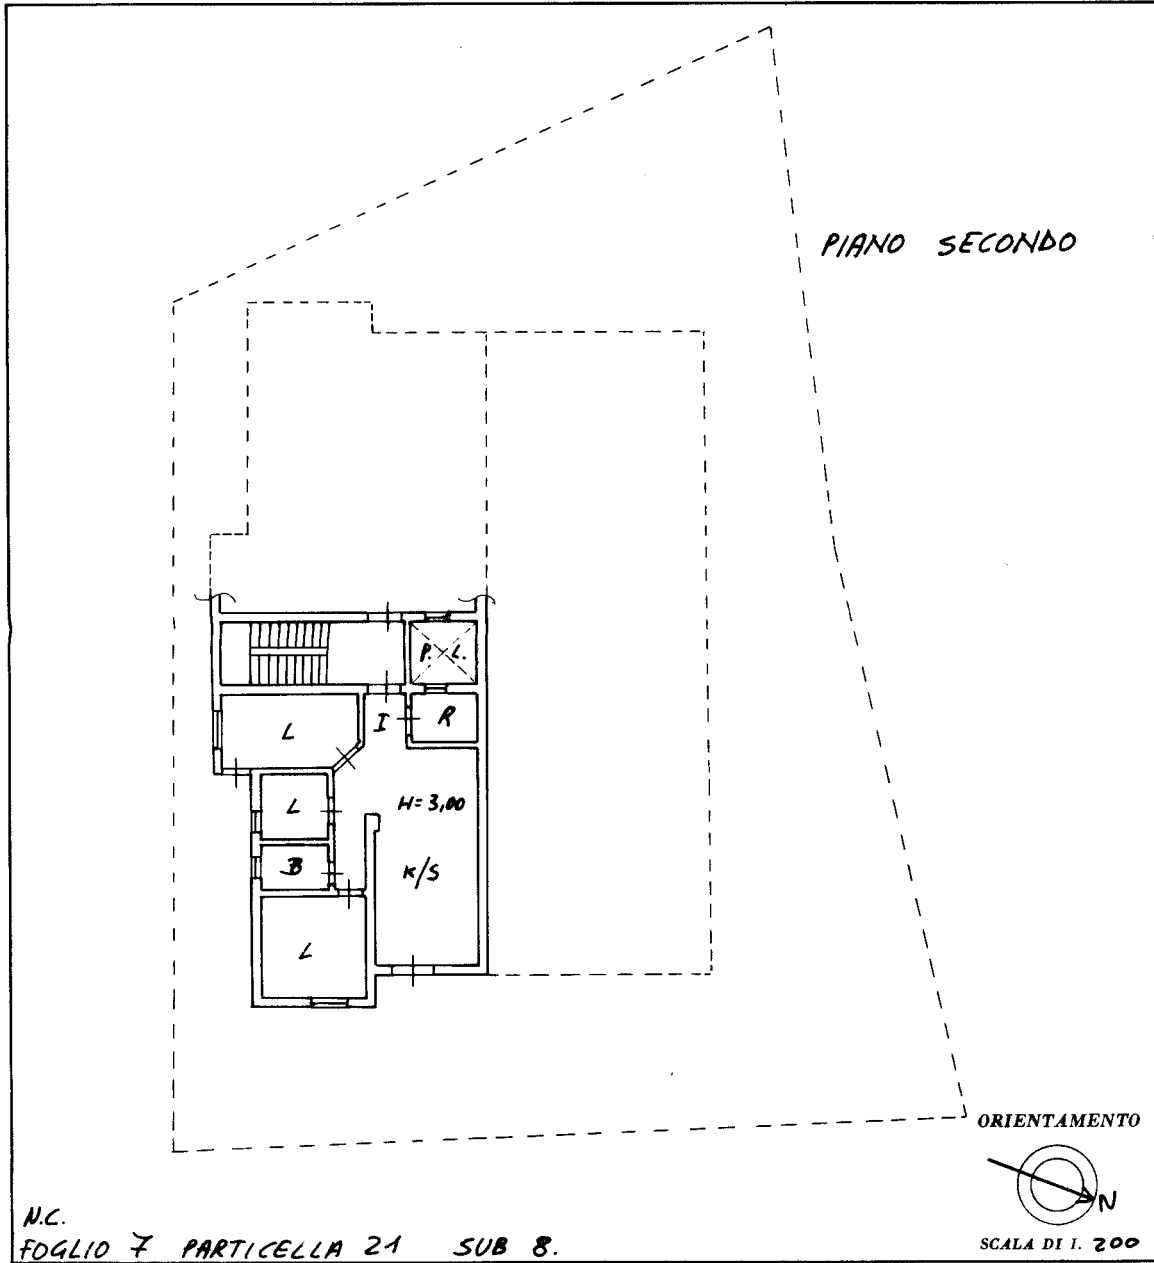 PIANO SECONDO
P. L.
I
R
L
L
H=3,00
B
K/S
L
ORIENTAMENTO
N
N.C.
FOGLIO 7 PARTICELLA 21 SUB 8.
SCALA DI 1. 200